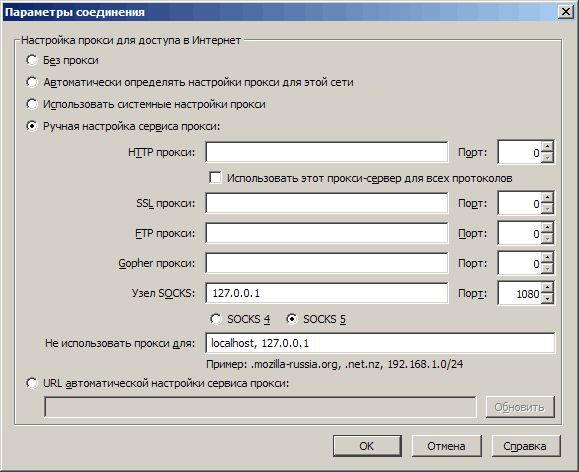 Параметры соединения
Настройка прокси для доступа в Интернет
Без прокси
Автоматически определять настройки прокси для этой сети
Использовать системные настройки прокси
Ручная настройка сервиса прокси:
HTTP прокси: Порт: 0
Использовать этот прокси-сервер для всех протоколов
SSL прокси: Порт: 0
FTP прокси: Порт: 0
Gopher прокси: Порт: 0
Узел SOCKS: 127.0.0.1 Порт: 1080
SOCKS 4 SOCKS 5
Не использовать прокси для: localhost, 127.0.0.1
Пример: .mozilla-russia.org, .net.nz, 192.168.1.0/24
URL автоматической настройки сервиса прокси:
Обновить
OK Отмена Справка